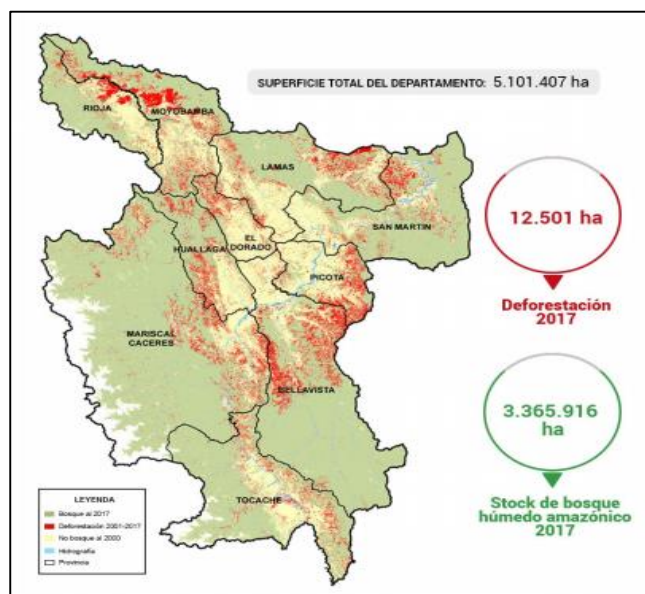 SUPERFICIE TOTAL DEL DEPARTAMENTO: 5.101.407 ha
RIOJA
MOYOBAMBA
LAMAS
SAN MARTIN
EL
DORADO
HUALLAGA
PICOTA
MARISCAL
CACERES
BELLAVISTA
TOCACHE
12.501 ha
Deforestación
2017
3.365.916
ha
Stock de bosque
húmedo amazónico
2017
LEYENDA
Bosque al 2017
Deforestación 2001-2017
No bosque al 2000
Hidrografía
Provincia